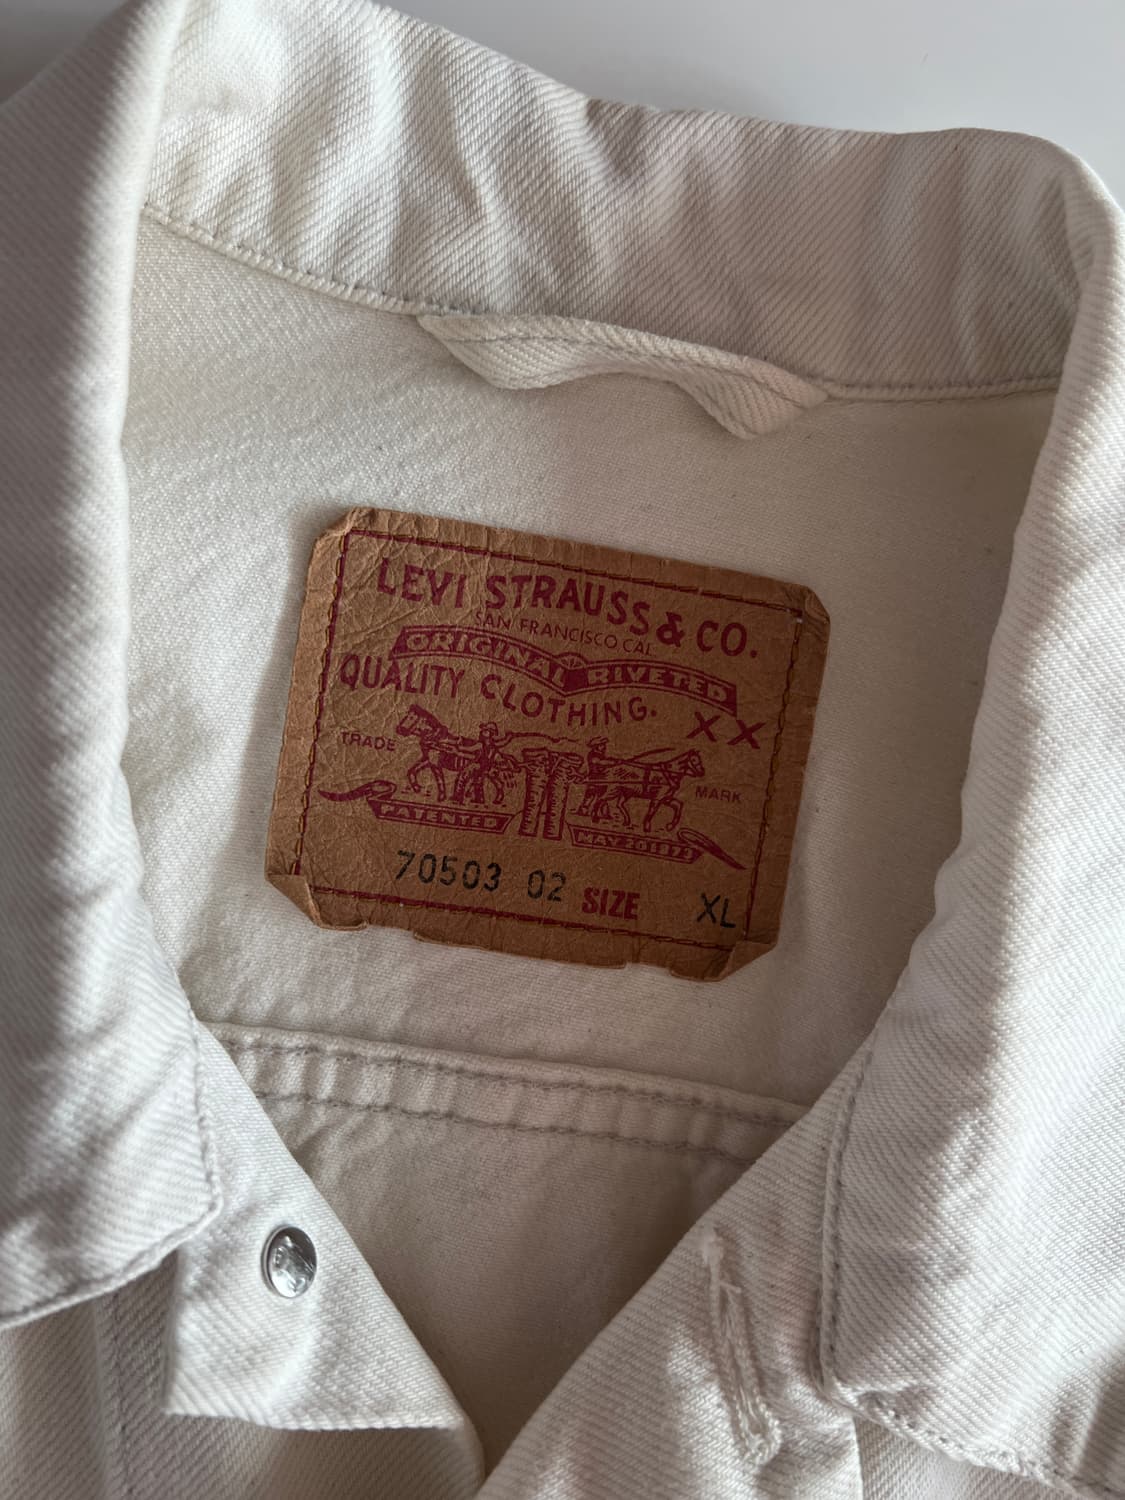 LEVI STRAUSS & CO.
SAN FRANCISCO CAL
ORIGINAL RIVETED
QUALITY CLOTHING.
XX
TRADE MARK
PATENTED MAY 20 1873
70503 02 SIZE XL